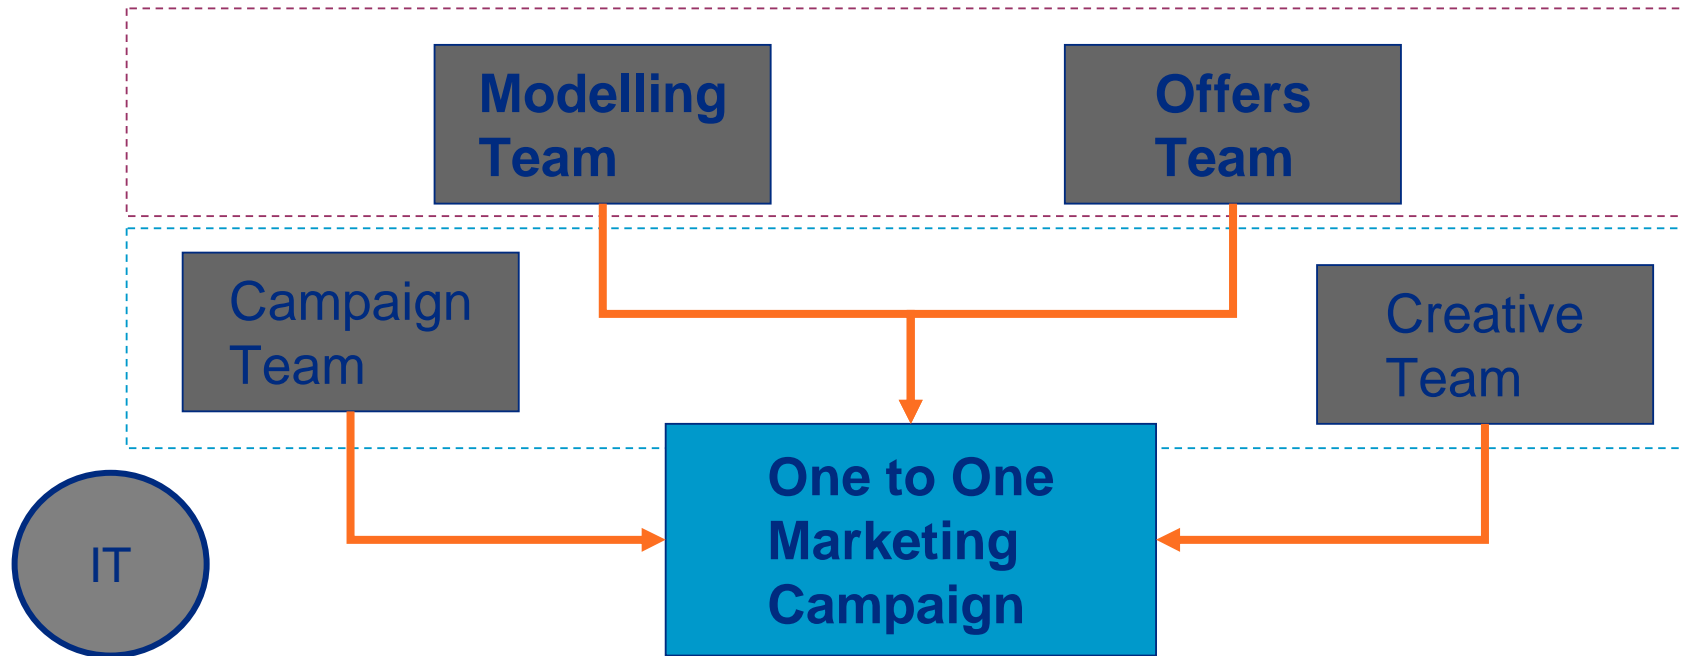 Modelling
Team
Offers
Team
Campaign
Team
Creative
Team
One to One
Marketing
Campaign
IT